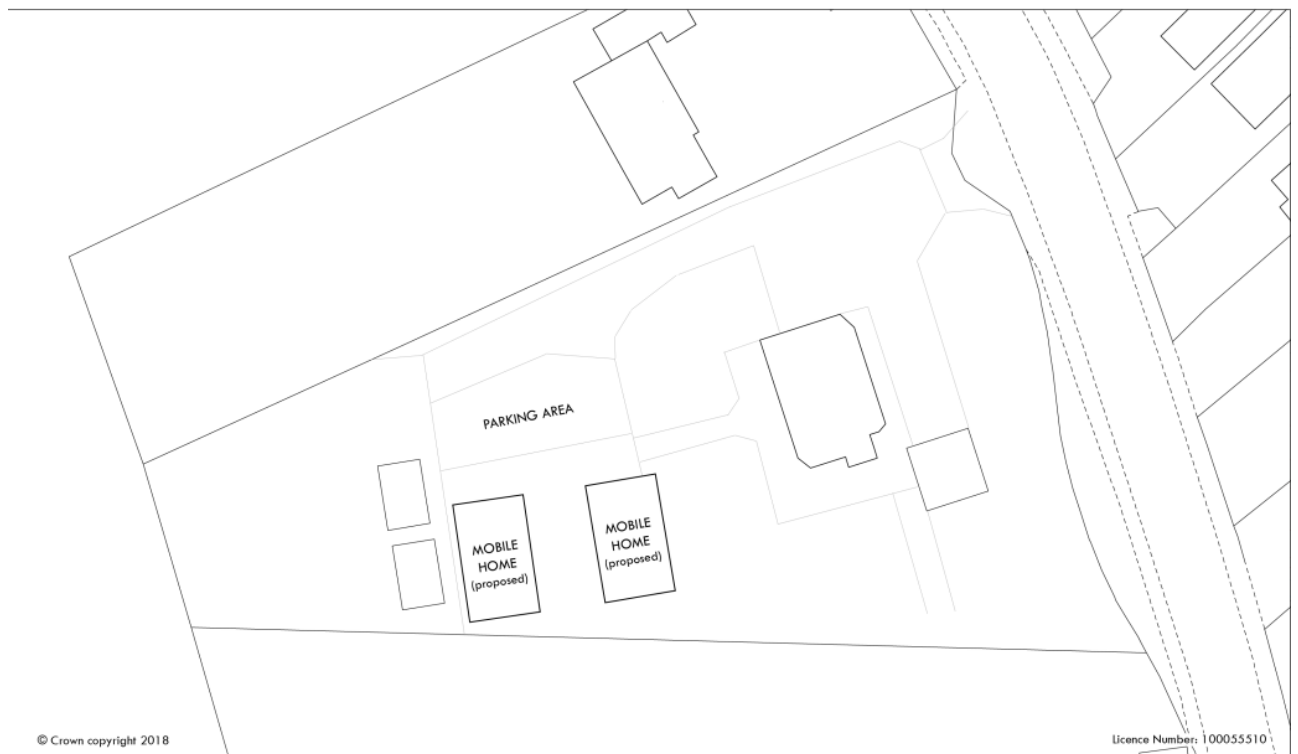 PARKING AREA
MOBILE
HOME
(proposed)
MOBILE
HOME
(proposed)
© Crown copyright 2018
Licence Number: 100055510